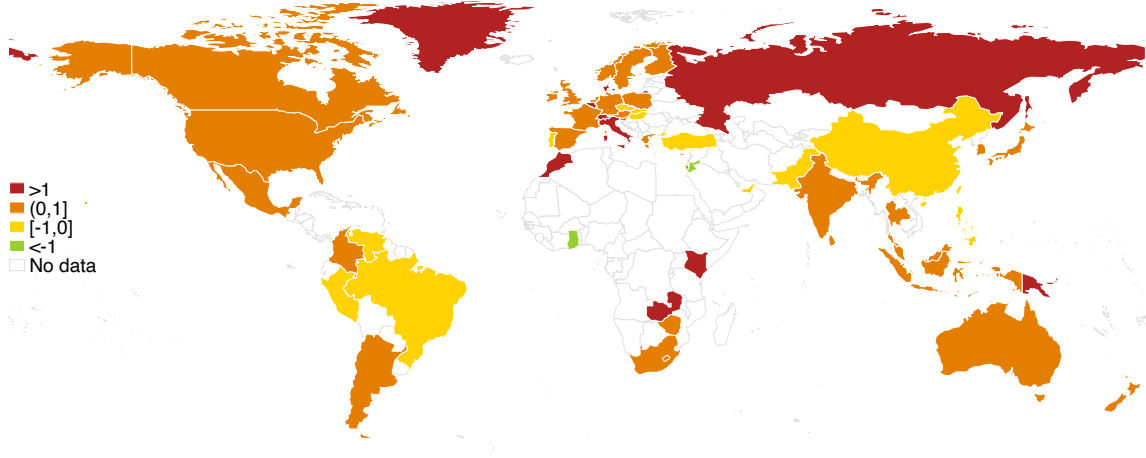 >1
(0,1]
[-1,0]
<-1
No data